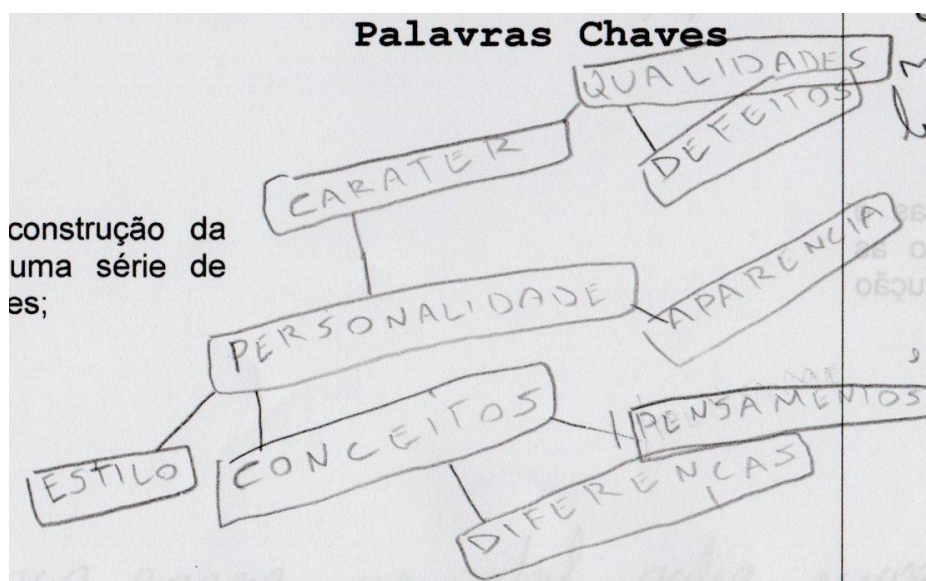 Palavras Chaves
QUALIDADES
DEFEITOS
CARATER
construção da
uma série de
es;
APARENCIA
PERSONALIDADE
PENSAMENTOS
CONCEITOS
ESTILO
DIFERENCAS